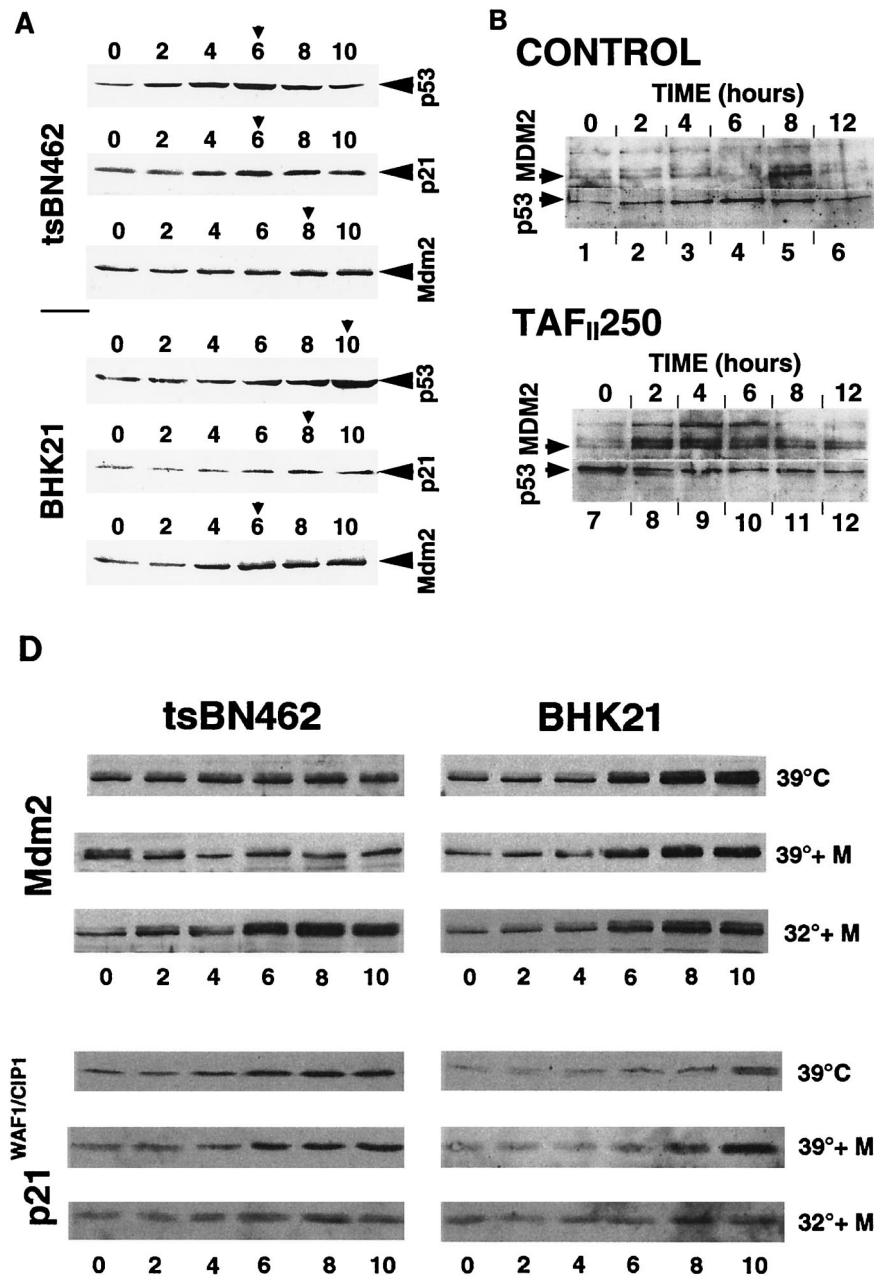 A
tsBN462
0 2 4 6 8 10
p53
0 2 4 6 8 10
p21
0 2 4 6 8 10
Mdm2
BHK21
0 2 4 6 8 10
p53
0 2 4 6 8 10
p21
0 2 4 6 8 10
Mdm2
B
CONTROL
TIME (hours)
0 2 4 6 8 12
MDM2
p53
1 2 3 4 5 6
TAFII250
TIME (hours)
0 2 4 6 8 12
MDM2
p53
7 8 9 10 11 12
D
tsBN462 BHK21
Mdm2
39°C
39°+ M
32°+ M
0 2 4 6 8 10 0 2 4 6 8 10
p21WAF1/CIP1
39°C
39°+ M
32°+ M
0 2 4 6 8 10 0 2 4 6 8 10